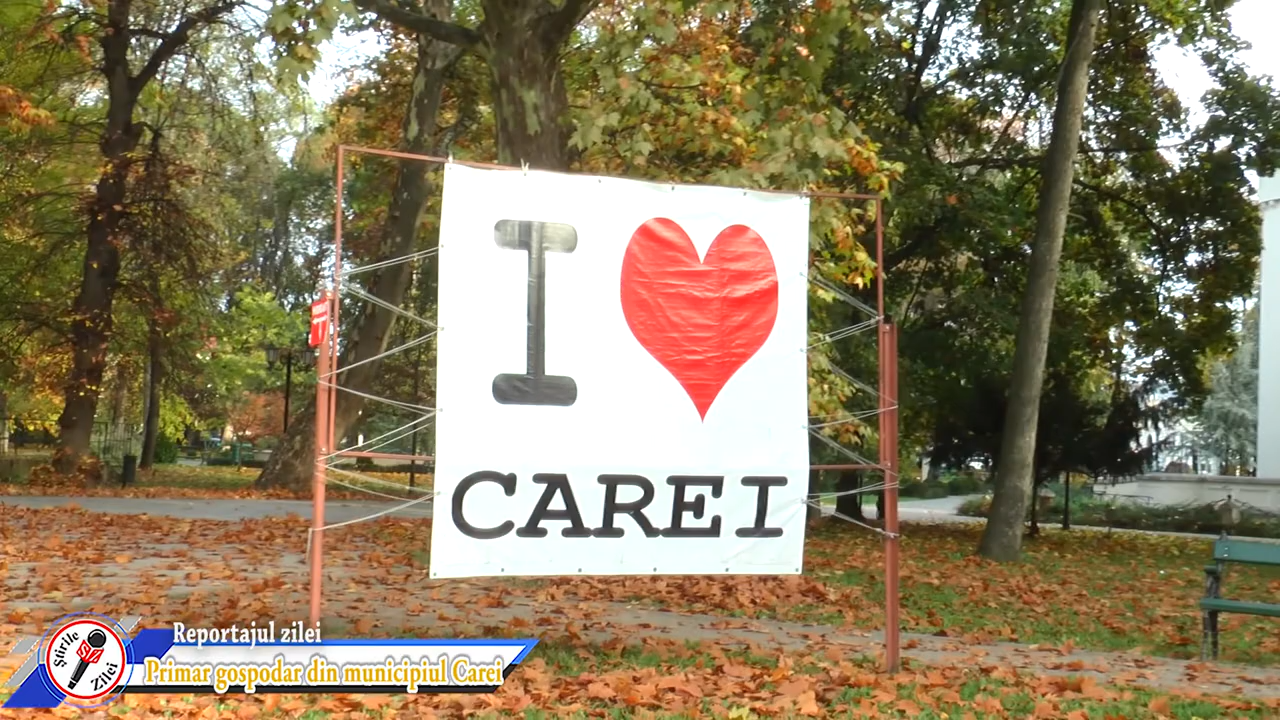 I
CAREI
Reportajul zilei
Primar gospodar din municipiul Carei
Știrile
Zilei